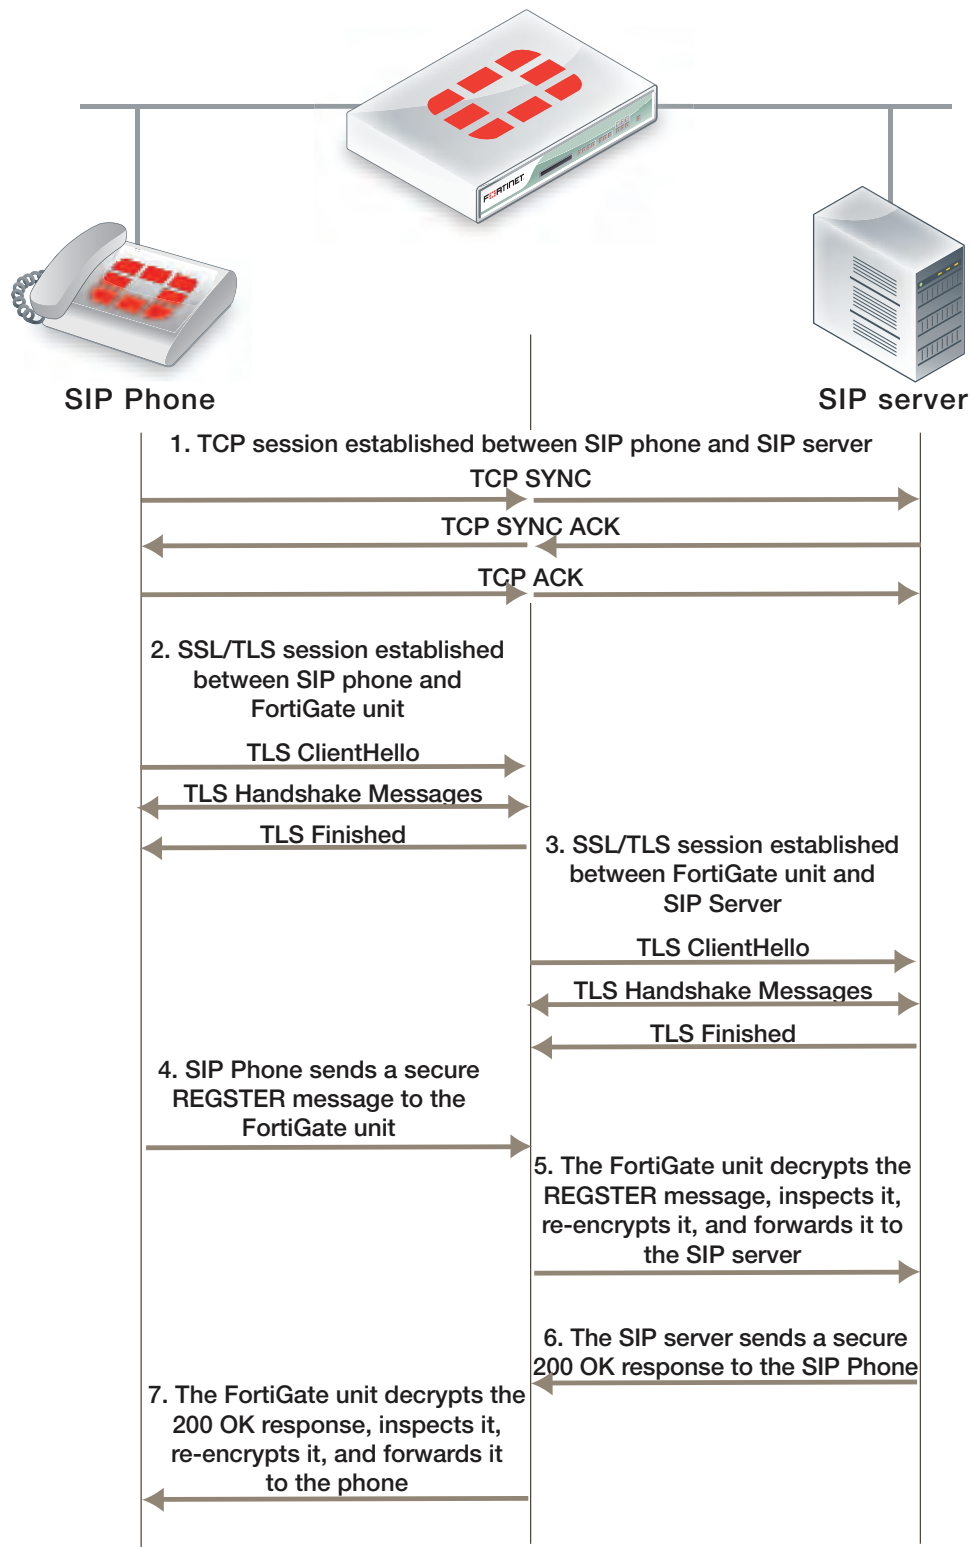 FORTINET
SIP Phone
SIP server
1. TCP session established between SIP phone and SIP server
TCP SYNC
TCP SYNC ACK
TCP ACK
2. SSL/TLS session established
between SIP phone and
FortiGate unit
TLS ClientHello
TLS Handshake Messages
TLS Finished
3. SSL/TLS session established
between FortiGate unit and
SIP Server
TLS ClientHello
TLS Handshake Messages
TLS Finished
4. SIP Phone sends a secure
REGSTER message to the
FortiGate unit
5. The FortiGate unit decrypts the
REGSTER message, inspects it,
re-encrypts it, and forwards it to
the SIP server
6. The SIP server sends a secure
200 OK response to the SIP Phone
7. The FortiGate unit decrypts the
200 OK response, inspects it,
re-encrypts it, and forwards it
to the phone